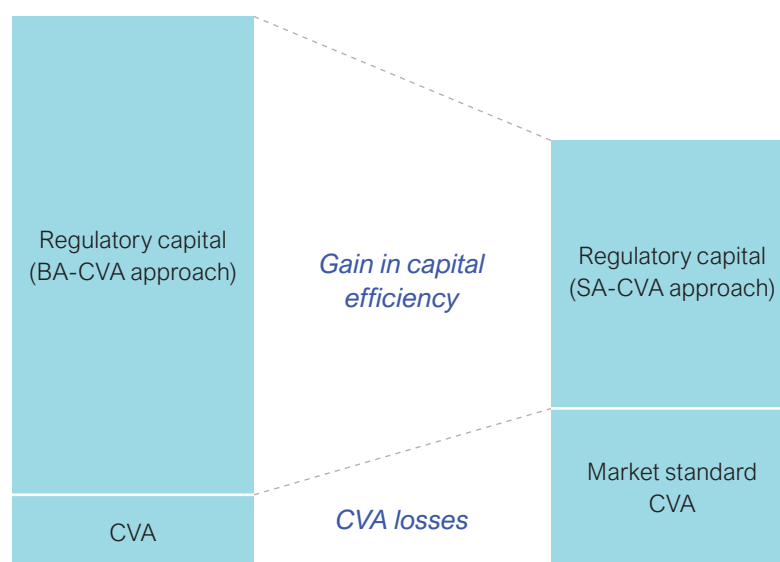 Regulatory capital
(BA-CVA approach)
Gain in capital
efficiency
Regulatory capital
(SA-CVA approach)
Market standard
CVA
CVA losses
CVA